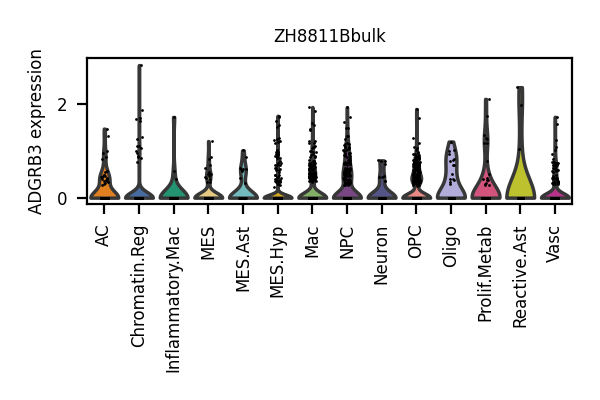 ZH8811Bbulk
ADGRB3 expression
2
0
AC
Chromatin.Reg
Inflammatory.Mac
MES
MES.Ast
MES.Hyp
Mac
NPC
Neuron
OPC
Oligo
Prolif.Metab
Reactive.Ast
Vasc